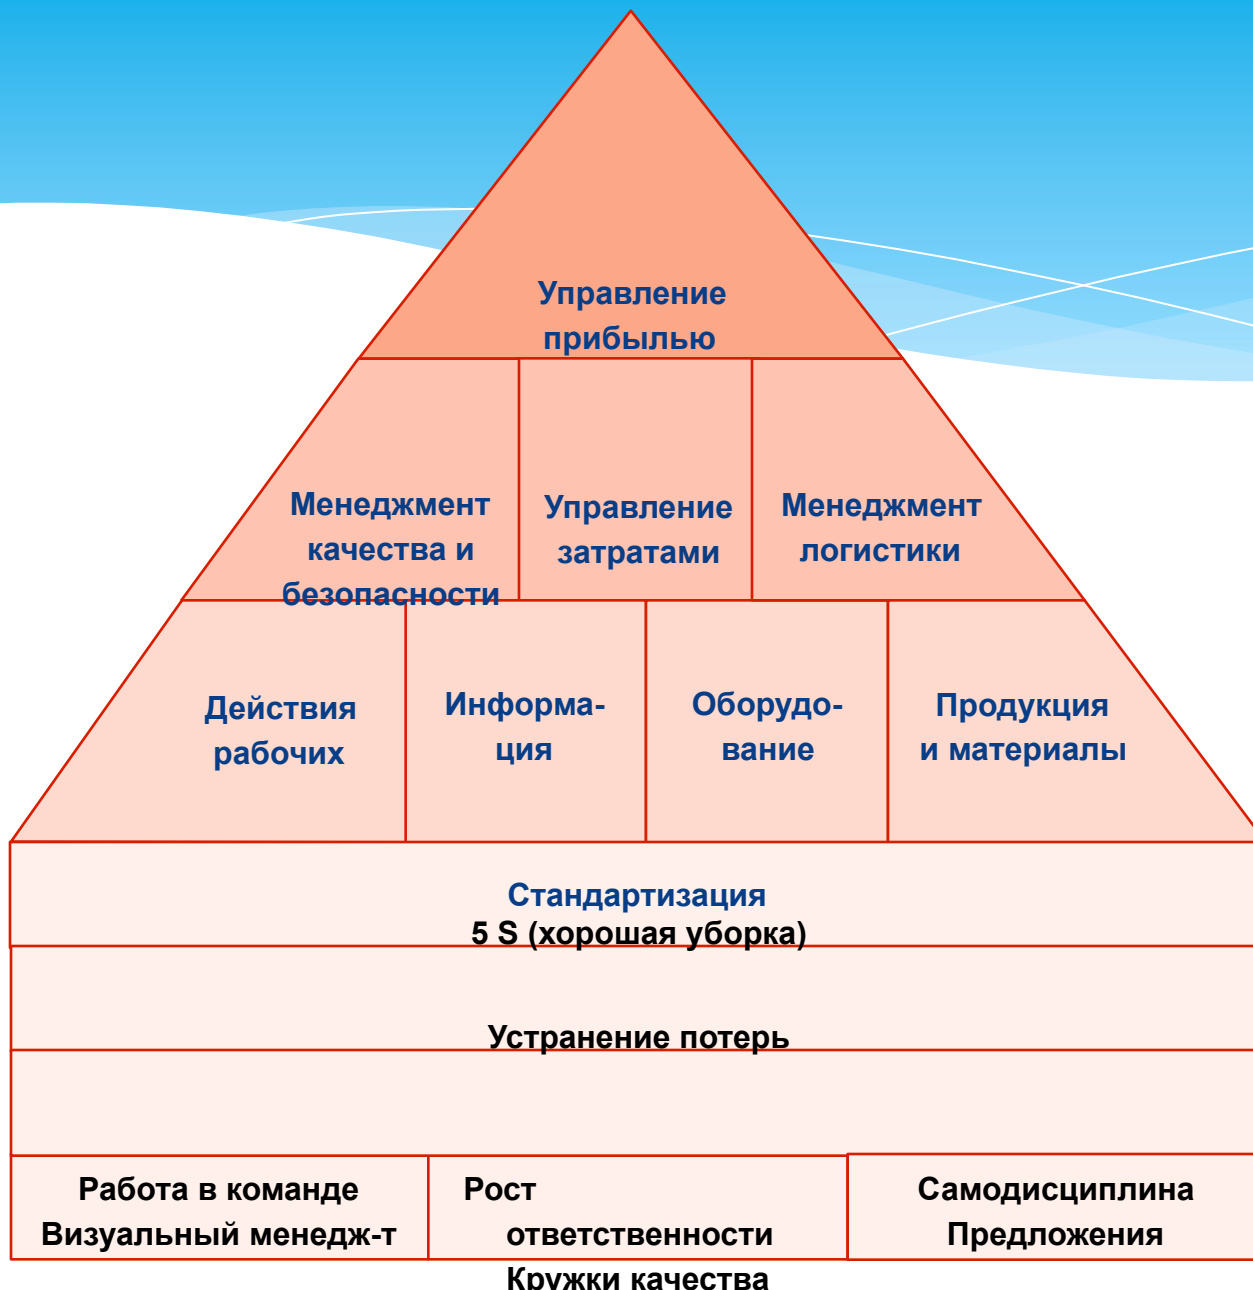 Управление
прибылью
Менеджмент
качества и
безопасности
Управление
затратами
Менеджмент
логистики
Действия
рабочих
Информа-
ция
Оборудо-
вание
Продукция
и материалы
Стандартизация
5 S (хорошая уборка)
Устранение потерь
Работа в команде
Визуальный менедж-т
Рост
ответственности
Кружки качества
Самодисциплина
Предложения